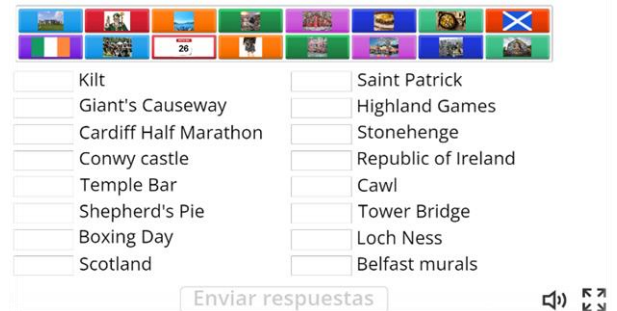 26
Kilt
Saint Patrick
Giant's Causeway
Highland Games
Cardiff Half Marathon
Stonehenge
Conwy castle
Republic of Ireland
Temple Bar
Cawl
Shepherd's Pie
Tower Bridge
Boxing Day
Loch Ness
Scotland
Belfast murals
Enviar respuestas